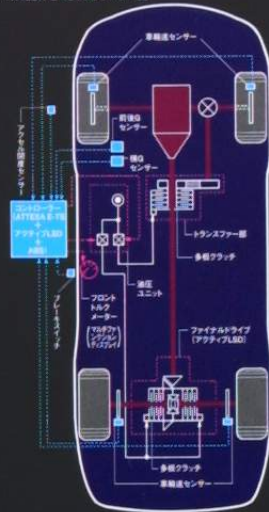 車輪速センサー
前後G
センサー
横G
センサー
アクセル開度センサー
コントローラー
(ATTESA E-TS
+
アクティブLSD
+
ABS)
トランスファー部
多板クラッチ
油圧
ユニット
ブレーキスイッチ
フロント
トルク
メーター
(マルチファ
ンクション
ディスプレイ)
ファイナルドライブ
(アクティブLSD)
多板クラッチ
車輪速センサー